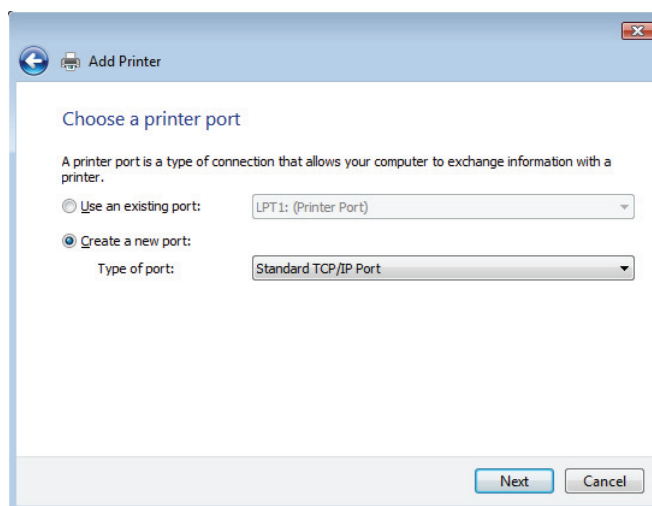 Add Printer
Choose a printer port
A printer port is a type of connection that allows your computer to exchange information with a
printer.
Use an existing port:
LPT1: (Printer Port)
Create a new port:
Type of port:
Standard TCP/IP Port
Next
Cancel